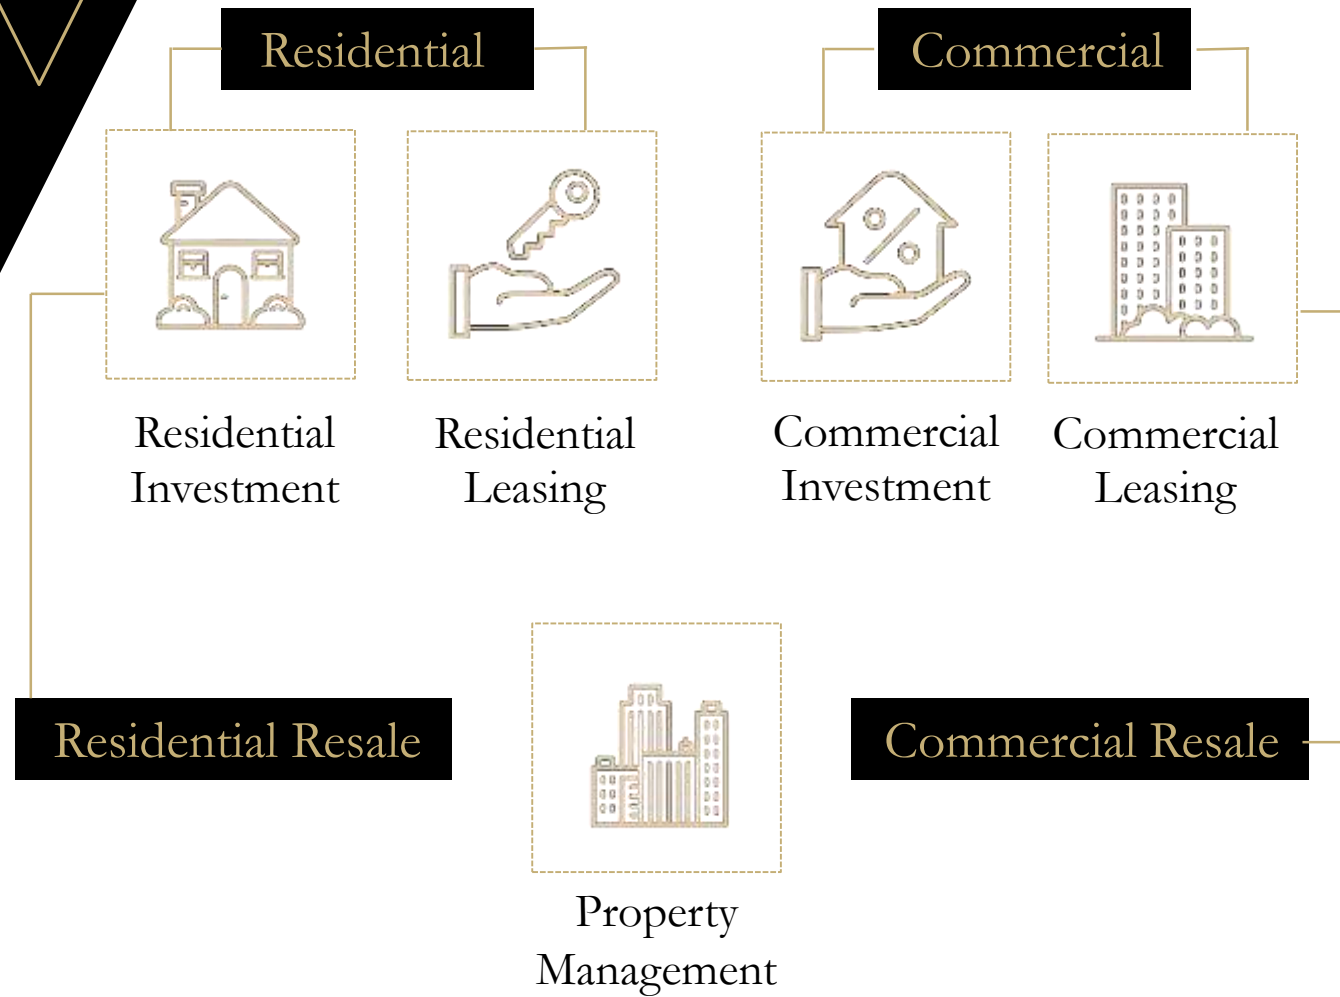 Residential
Commercial
Residential
Investment
Residential
Leasing
Commercial
Investment
Commercial
Leasing
Residential Resale
Commercial Resale
Property
Management